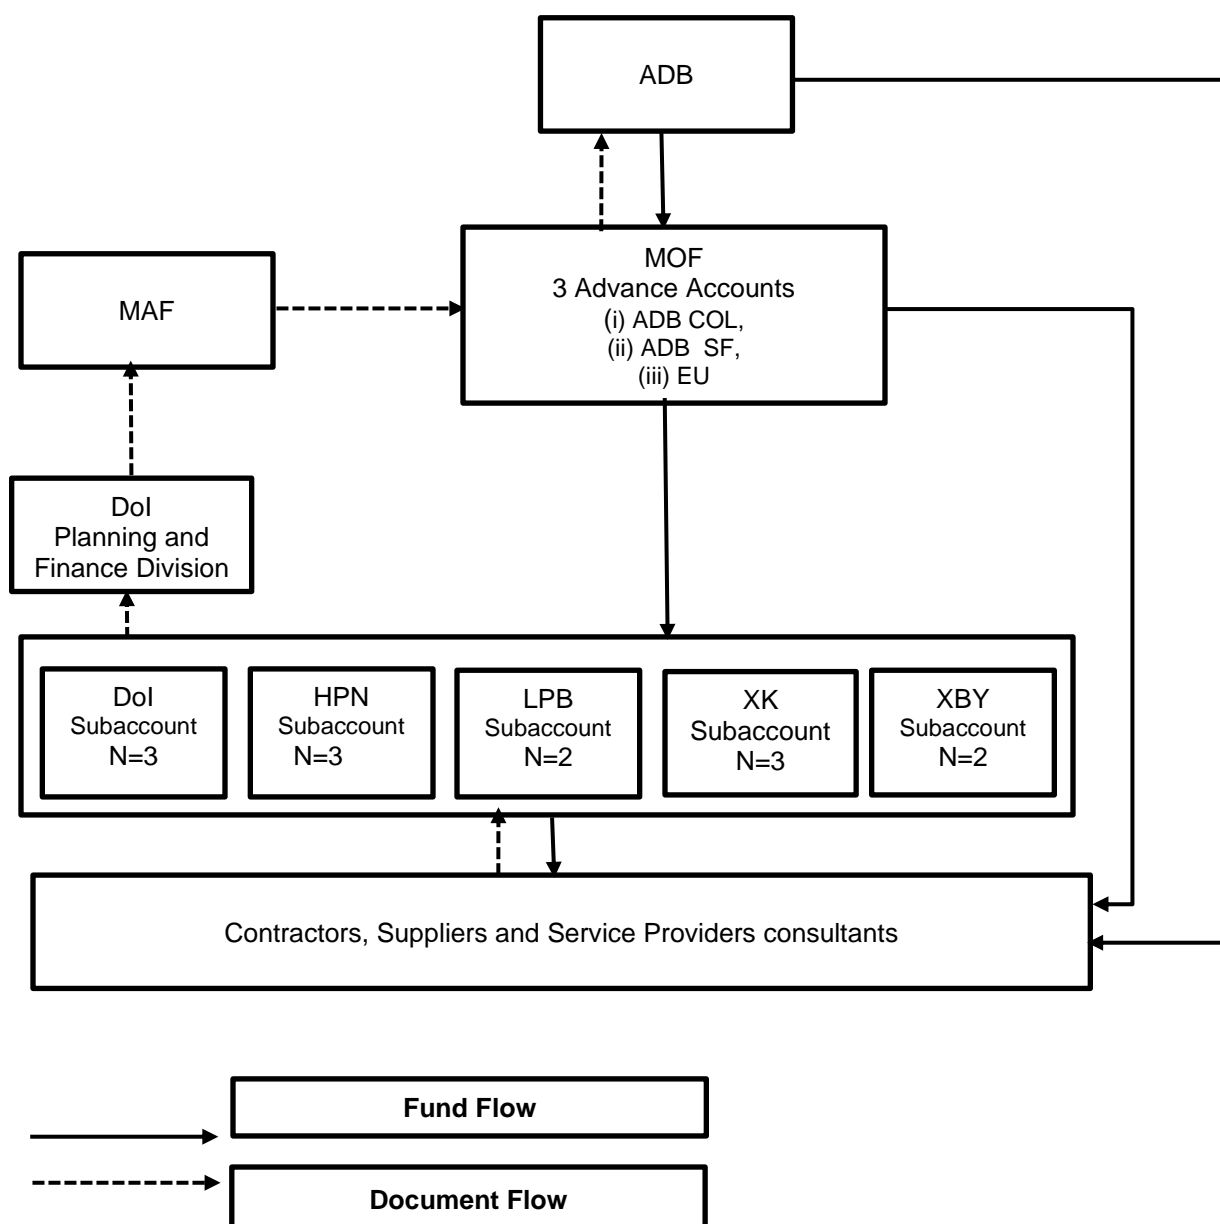 ADB
MOF
3 Advance Accounts
(i) ADB COL,
(ii) ADB SF,
(iii) EU
MAF
DoI
Planning and
Finance Division
DoI
Subaccount
N=3
HPN
Subaccount
N=3
LPB
Subaccount
N=2
XK
Subaccount
N=3
XBY
Subaccount
N=2
Contractors, Suppliers and Service Providers consultants
Fund Flow
Document Flow